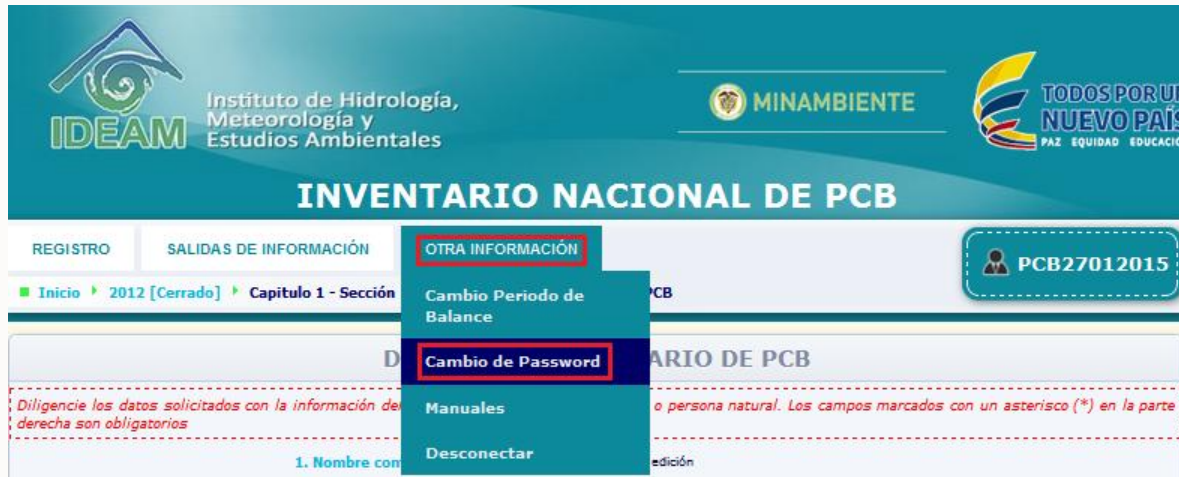 IDEAM
Instituto de Hidrología,
Meteorología y
Estudios Ambientales
MINAMBIENTE
TODOS POR UN
NUEVO PAÍS
PAZ EQUIDAD EDUCACIÓ
INVENTARIO NACIONAL DE PCB
REGISTRO
SALIDAS DE INFORMACIÓN
OTRA INFORMACIÓN
PCB27012015
Inicio 2012 [Cerrado] Capitulo 1 - Sección PCB
Cambio Periodo de
Balance
Cambio de Password
Manuales
Desconectar
D ARIO DE PCB
Diligencie los datos solicitados con la información del o persona natural. Los campos marcados con un asterisco (*) en la parte
derecha son obligatorios
1. Nombre com edición